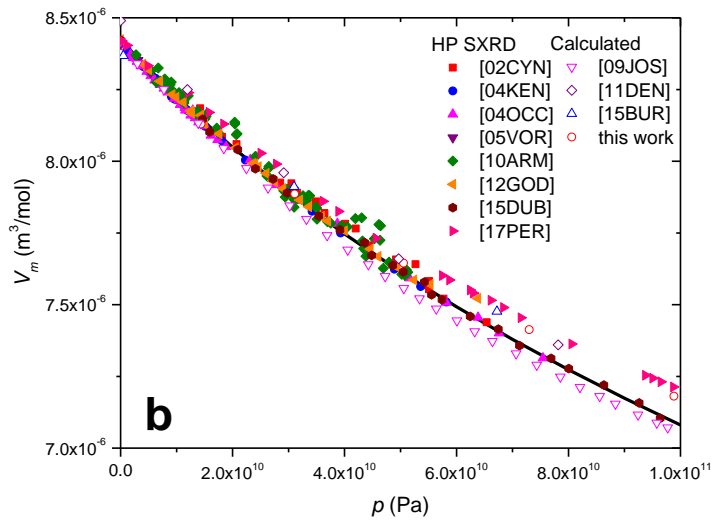 8.5x10⁻⁶
HP SXRD Calculated
[02CYN] [09JOS]
[04KEN] [11DEN]
[04OCC] [15BUR]
[05VOR] this work
[10ARM]
[12GOD]
[15DUB]
[17PER]
8.0x10⁻⁶
Vₘ (m³/mol)
7.5x10⁻⁶
b
7.0x10⁻⁶
0.0 2.0x10¹⁰ 4.0x10¹⁰ 6.0x10¹⁰ 8.0x10¹⁰ 1.0x10¹¹
p (Pa)